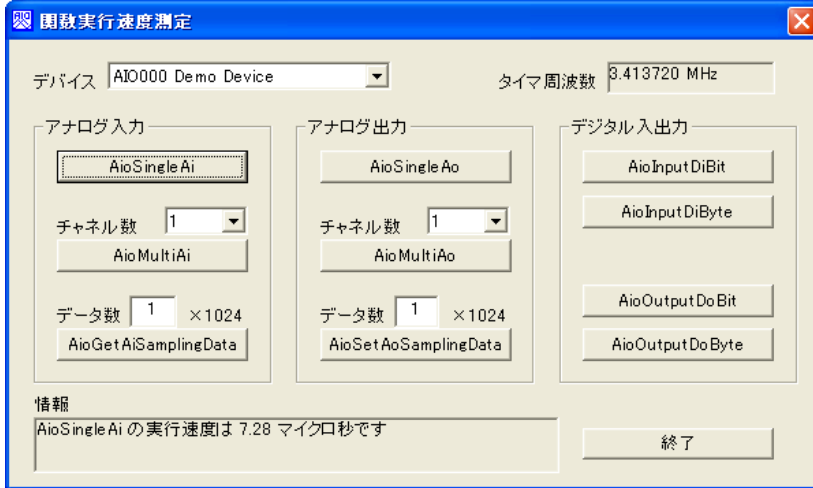 関数実行速度測定
デバイス AIO000 Demo Device タイマ周波数 3.413720 MHz
アナログ入力 アナログ出力 デジタル入出力
AioSingleAi AioSingleAo AioInputDiBit
AioInputDiByte
チャネル数 1 チャネル数 1
AioMultiAi AioMultiAo
AioOutputDoBit
データ数 1 ×1024 データ数 1 ×1024
AioGetAiSamplingData AioSetAoSamplingData AioOutputDoByte
情報
AioSingleAi の実行速度は 7.28 マイクロ秒です
終了